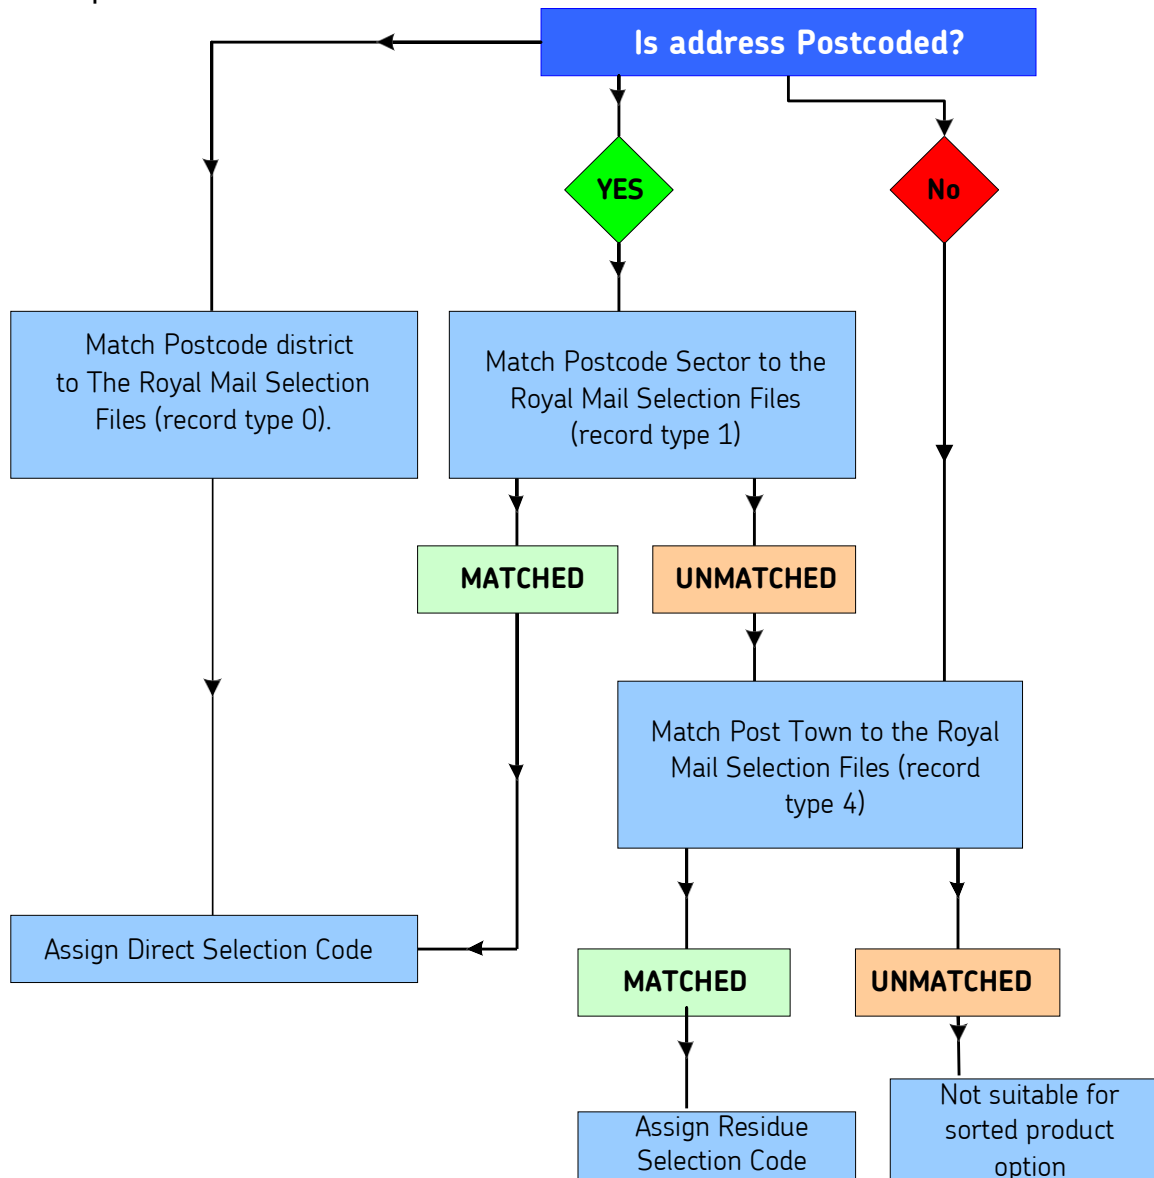 Is address Postcoded?
YES
No
Match Postcode district
to The Royal Mail Selection
Files (record type 0).
Match Postcode Sector to the
Royal Mail Selection Files
(record type 1)
MATCHED
UNMATCHED
Match Post Town to the Royal
Mail Selection Files (record
type 4)
Assign Direct Selection Code
MATCHED
UNMATCHED
Assign Residue
Selection Code
Not suitable for
sorted product
option